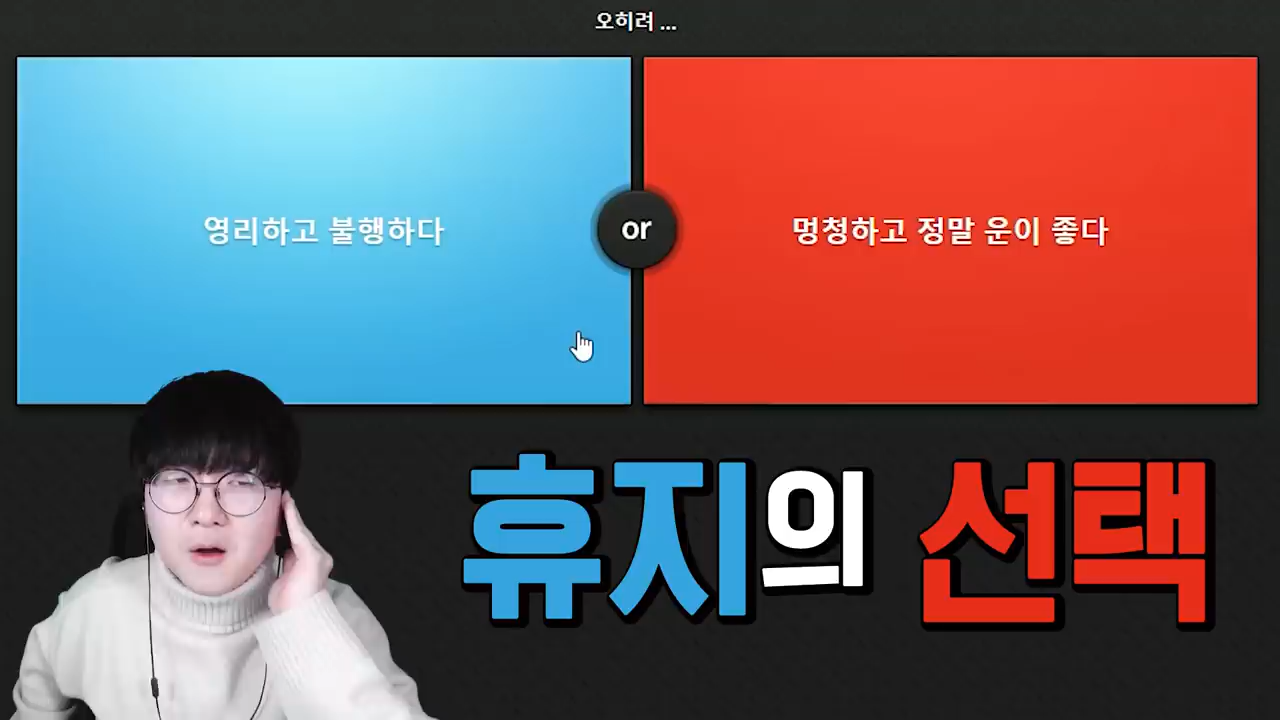 오히려 ...
영리하고 불행하다
or
멍청하고 정말 운이 좋다
휴지의 선택